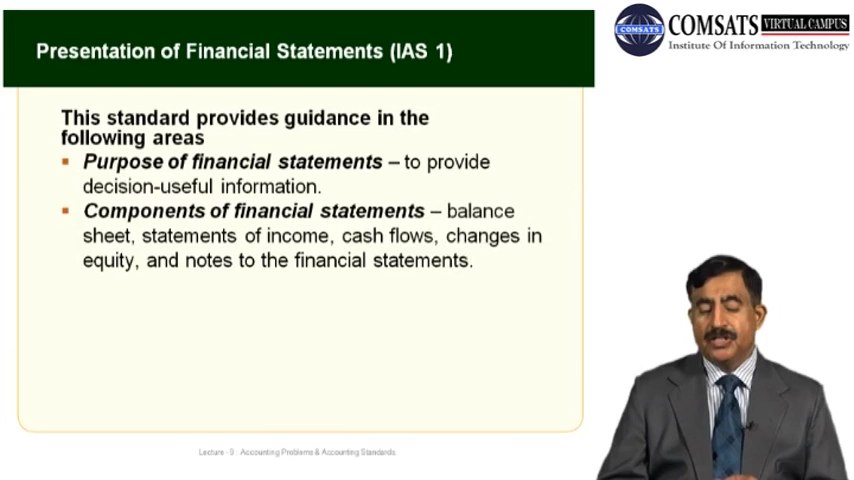 Presentation of Financial Statements (IAS 1)
COMSATS
COMSATS VIRTUAL CAMPUS
Institute Of Information Technology
This standard provides guidance in the
following areas
▪ Purpose of financial statements – to provide
decision-useful information.
▪ Components of financial statements – balance
sheet, statements of income, cash flows, changes in
equity, and notes to the financial statements.
Lecture - 9 : Accounting Problems & Accounting Standards